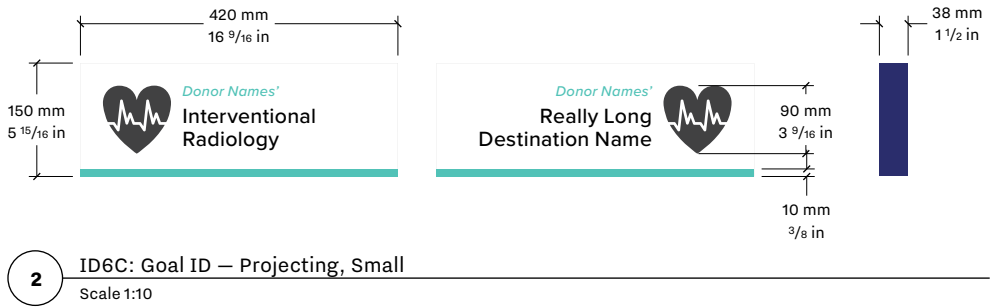 420 mm
16 9/16 in
38 mm
1 1/2 in
150 mm
5 15/16 in
Donor Names’
Interventional
Radiology
Donor Names’
Really Long
Destination Name
90 mm
3 9/16 in
10 mm
3/8 in
2
ID6C: Goal ID — Projecting, Small
Scale 1:10